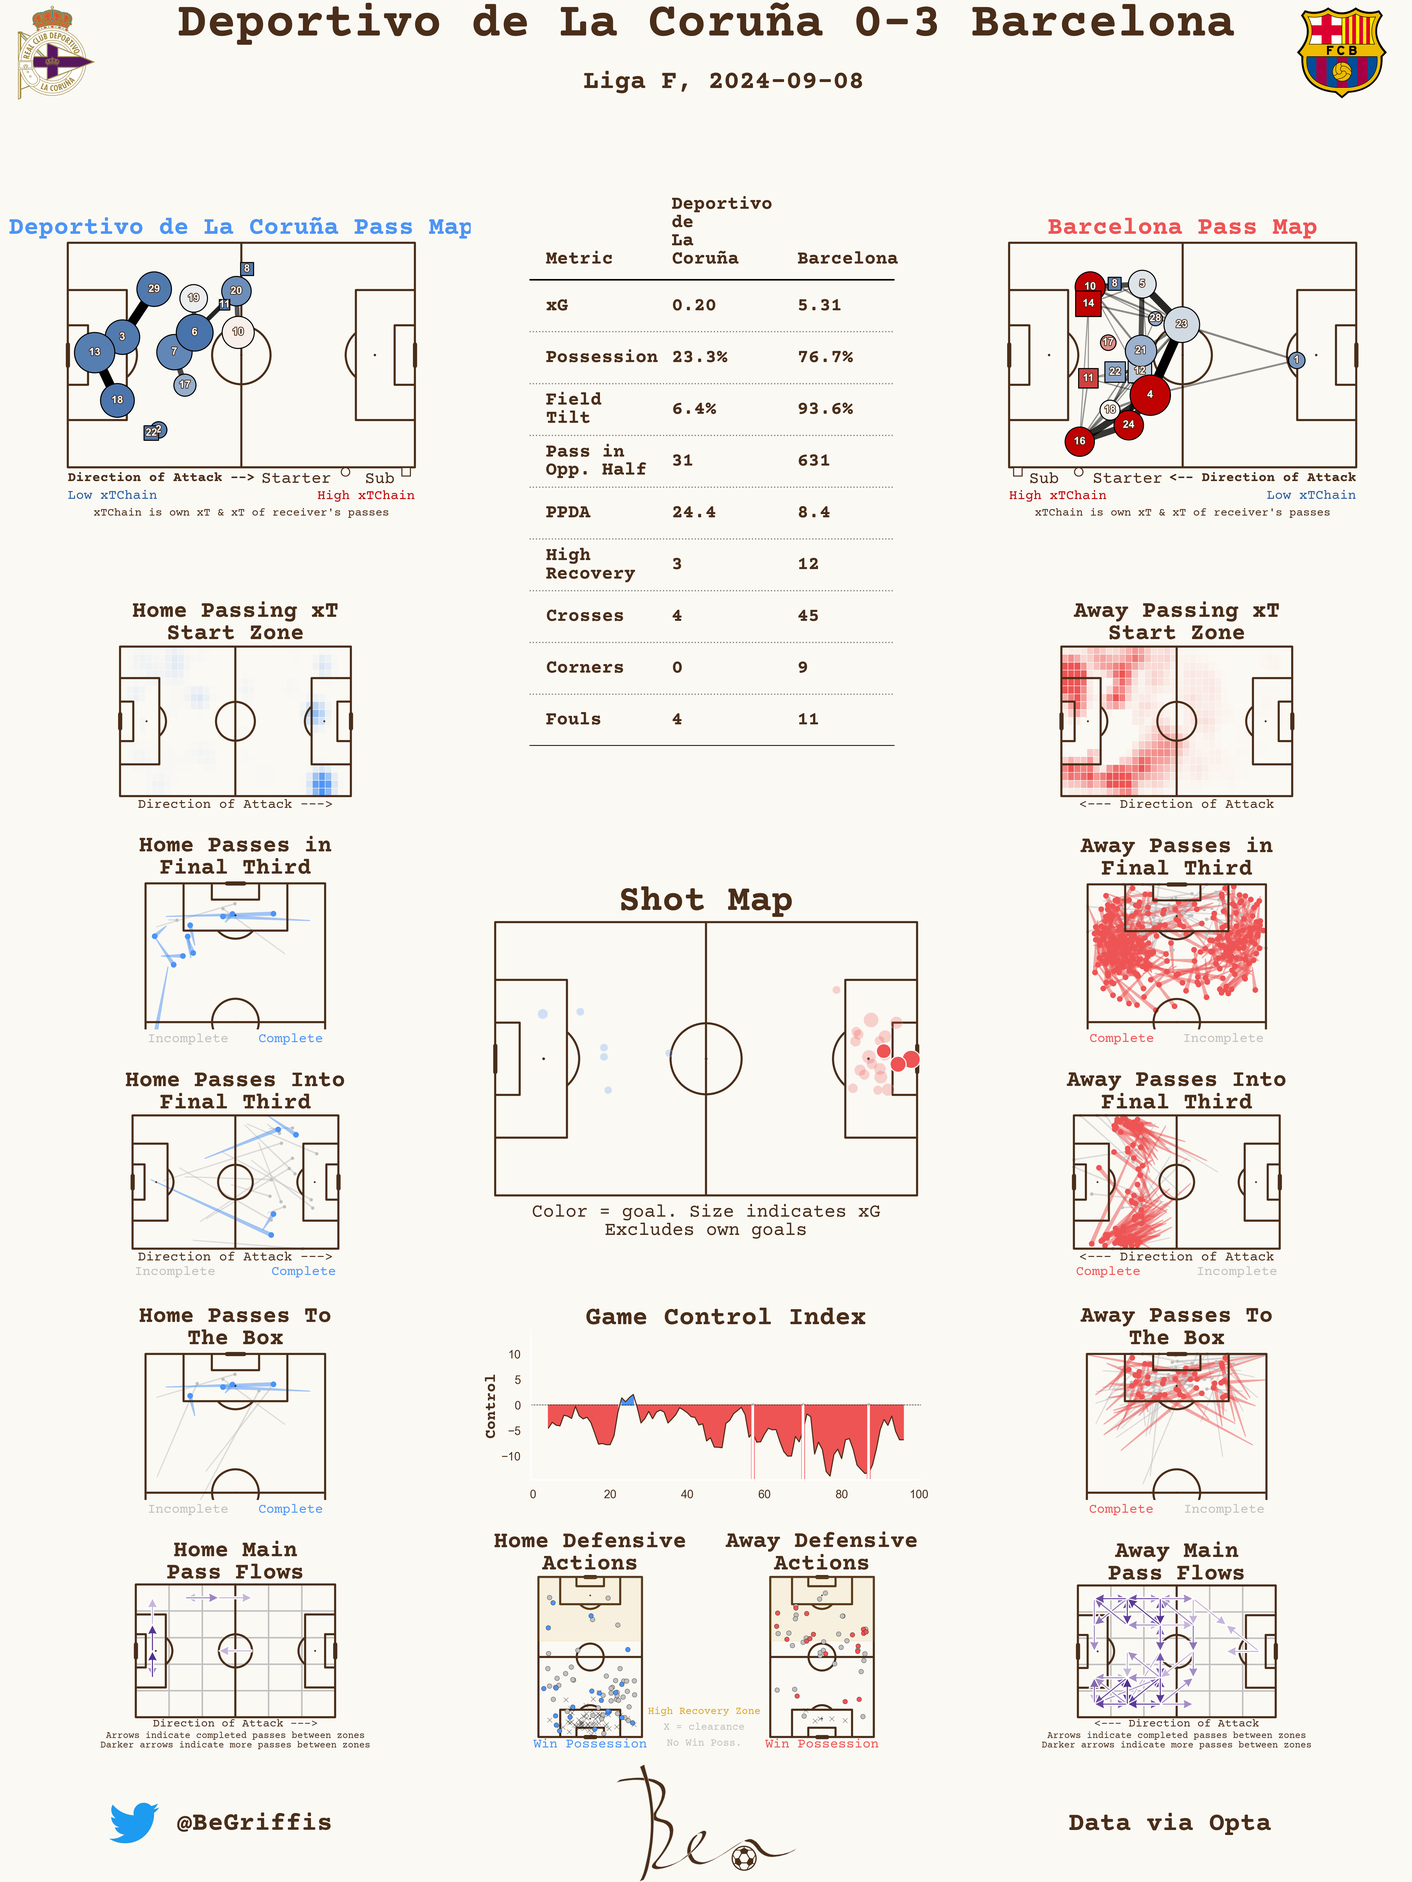 Deportivo de La Coruña 0-3 Barcelona
Liga F, 2024-09-08
REAL CLUB DEPORTIVO
LA CORUÑA
FCB
Deportivo de La Coruña Pass Map
29
3
13
18
19
6
7
17
11
20
8
10
22
2
Direction of Attack --> Starter Sub
Low xTChain High xTChain
xTChain is own xT & xT of receiver's passes
Deportivo
de
La
Metric Coruña Barcelona
xG 0.20 5.31
Possession 23.3% 76.7%
Field
Tilt 6.4% 93.6%
Pass in
Opp. Half 31 631
PPDA 24.4 8.4
High
Recovery 3 12
Crosses 4 45
Corners 0 9
Fouls 4 11
Barcelona Pass Map
10
8
5
14
28
23
17
21
1
11
22
12
4
18
24
16
Sub Starter <-- Direction of Attack
High xTChain Low xTChain
xTChain is own xT & xT of receiver's passes
Home Passing xT
Start Zone
Direction of Attack --->
Away Passing xT
Start Zone
<--- Direction of Attack
Home Passes in
Final Third
Incomplete Complete
Away Passes in
Final Third
Complete Incomplete
Shot Map
Color = goal. Size indicates xG
Excludes own goals
Home Passes Into
Final Third
Direction of Attack --->
Incomplete Complete
Away Passes Into
Final Third
<--- Direction of Attack
Complete Incomplete
Home Passes To
The Box
Incomplete Complete
Game Control Index
Control
10
5
0
−5
−10
0 20 40 60 80 100
Away Passes To
The Box
Complete Incomplete
Home Main
Pass Flows
Direction of Attack --->
Arrows indicate completed passes between zones
Darker arrows indicate more passes between zones
Home Defensive
Actions
Win Possession
High Recovery Zone
X = clearance
No Win Poss.
Away Defensive
Actions
Win Possession
Away Main
Pass Flows
<--- Direction of Attack
Arrows indicate completed passes between zones
Darker arrows indicate more passes between zones
@BeGriffis
Data via Opta